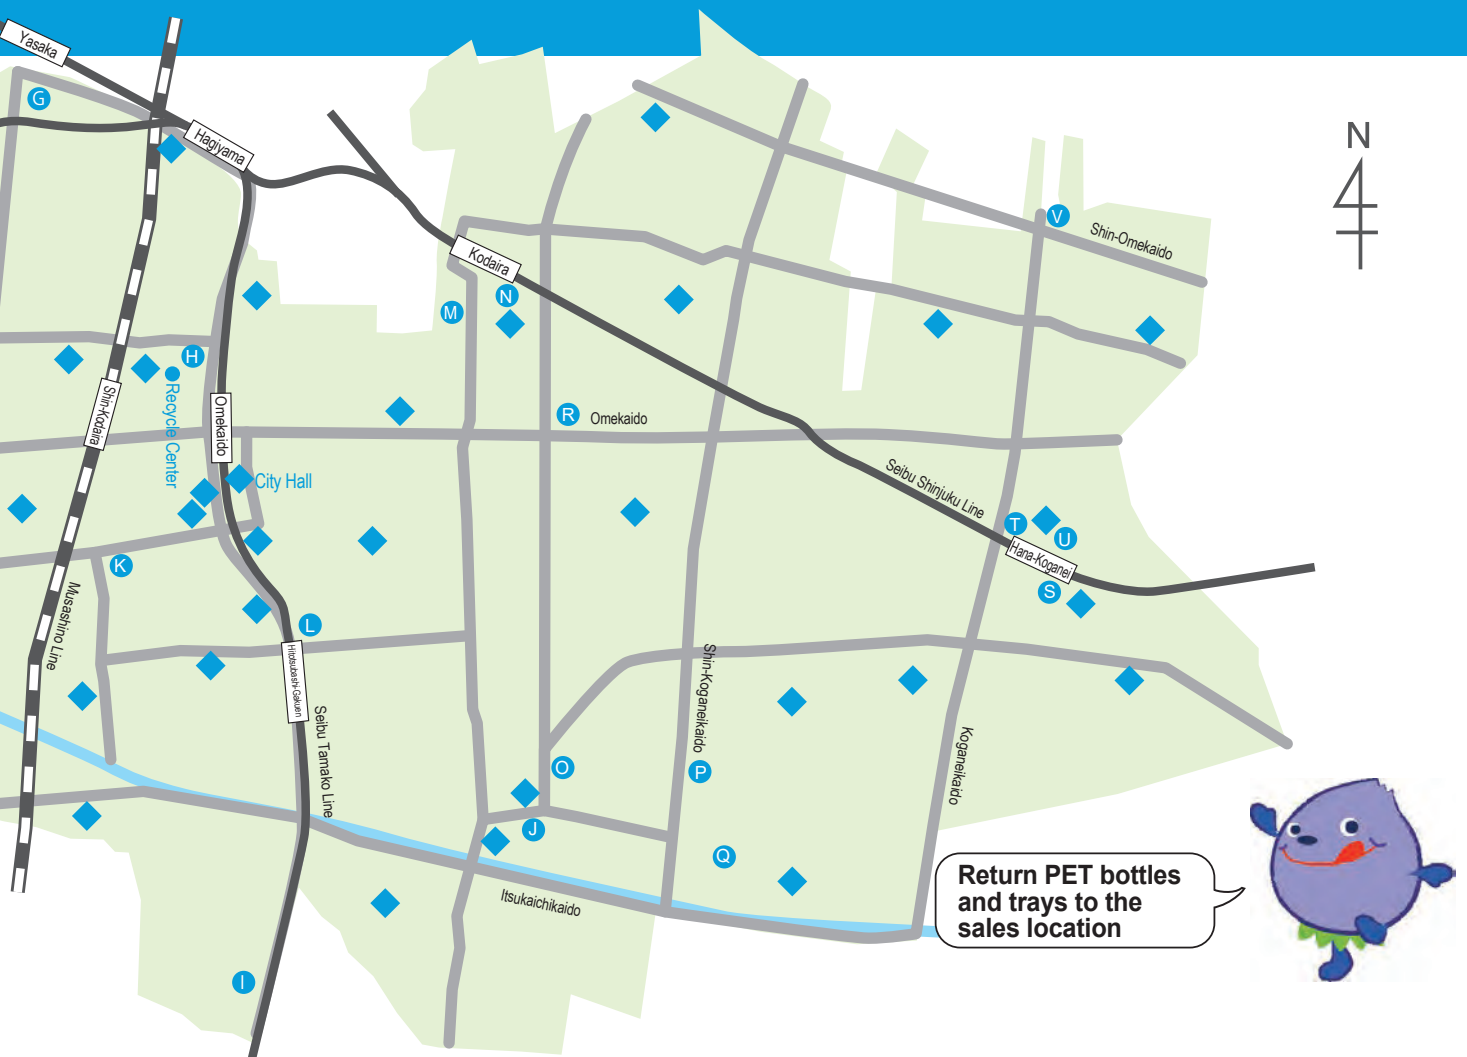 Yasaka
G
Hagiyama
N
V
Shin-Omekaido
Kodaira
N
M
H
Recycle Center
Shin-Kodaira
Omekaido
R
Omekaido
City Hall
Seibu Shinjuku Line
T
U
Hana-Koganei
S
K
Musashino Line
L
Hitotsubashi-Gakuen
Seibu Tamako Line
Shin-Koganeikaido
Koganeikaido
O
P
J
Q
Itsukaichikaido
I
Return PET bottles
and trays to the
sales location